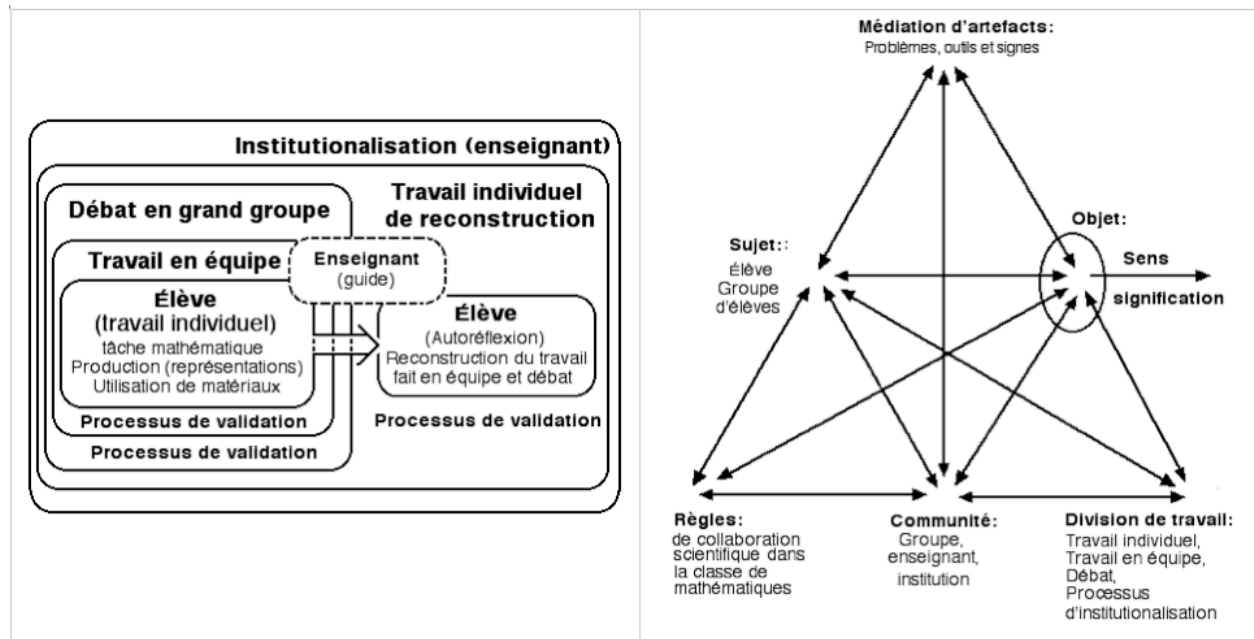 Institutionalisation (enseignant)
Débat en grand groupe
Travail individuel
de reconstruction
Travail en équipe
Enseignant
(guide)
Élève
(travail individuel)
tâche mathématique
Production (représentations)
Utilisation de matériaux
Élève
(Autoréflexion)
Reconstruction du travail
fait en équipe et débat
Processus de validation
Processus de validation
Processus de validation
Médiation d'artefacts:
Problèmes, outils et signes
Sujet::
Élève
Groupe
d'élèves
Objet:
Sens
signification
Règles:
de collaboration
scientifique dans
la classe de
mathématiques
Communité:
Groupe,
enseignant,
institution
Division de travail:
Travail individuel,
Travail en équipe,
Débat,
Processus
d'institutionalisation